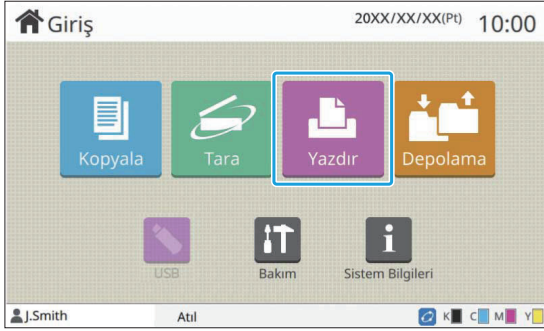 Giriş
20XX/XX/XX(Pt) 10:00
Kopyala Tara Yazdır Depolama
USB Bakım Sistem Bilgileri
J.Smith Atıl K C M Y